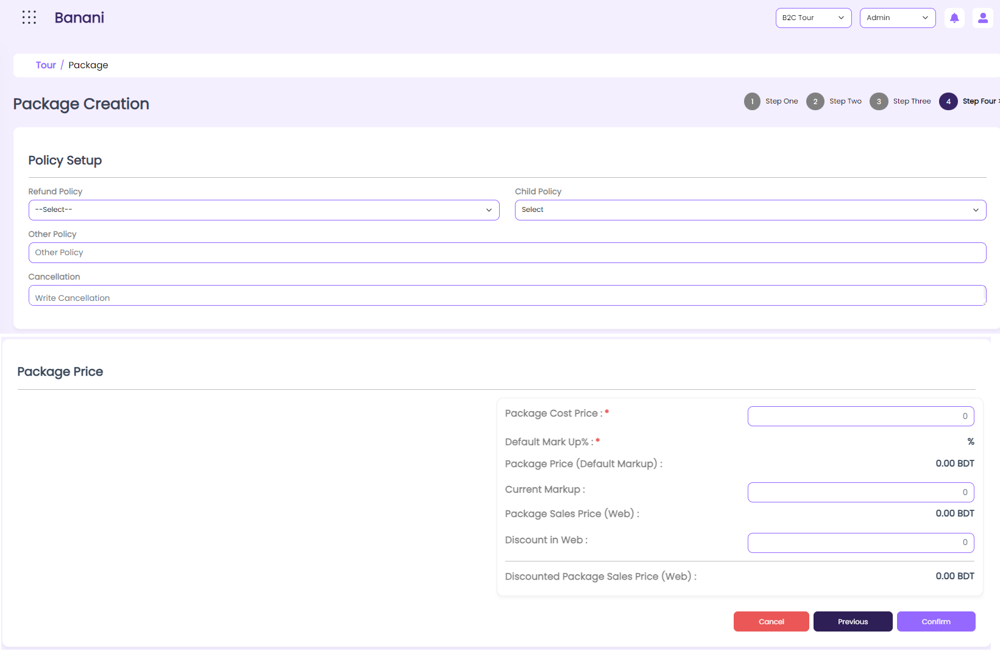 Banani
B2C Tour
Admin
Tour / Package
Package Creation
1 Step One 2 Step Two 3 Step Three 4 Step Four
Policy Setup
Refund Policy
Child Policy
--Select--
Select
Other Policy
Other Policy
Cancellation
Write Cancellation
Package Price
Package Cost Price : *
0
Default Mark Up% : *
%
Package Price (Default Markup) :
0.00 BDT
Current Markup :
0
Package Sales Price (Web) :
0.00 BDT
Discount in Web :
0
Discounted Package Sales Price (Web) :
0.00 BDT
Cancel
Previous
Confirm